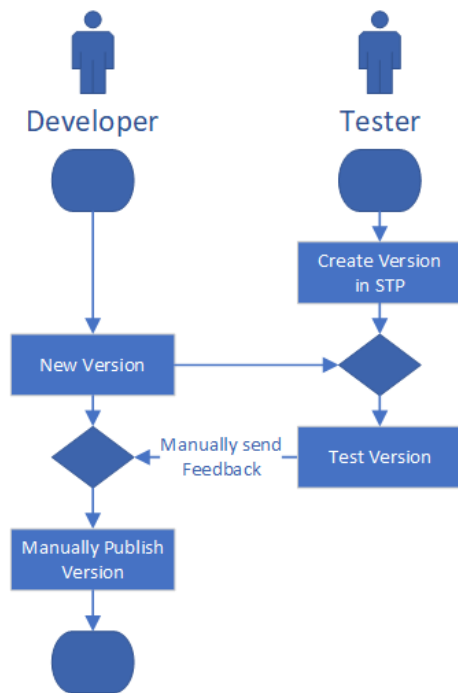 Developer
Tester
Create Version
in STP
New Version
Manually send
Feedback
Test Version
Manually Publish
Version